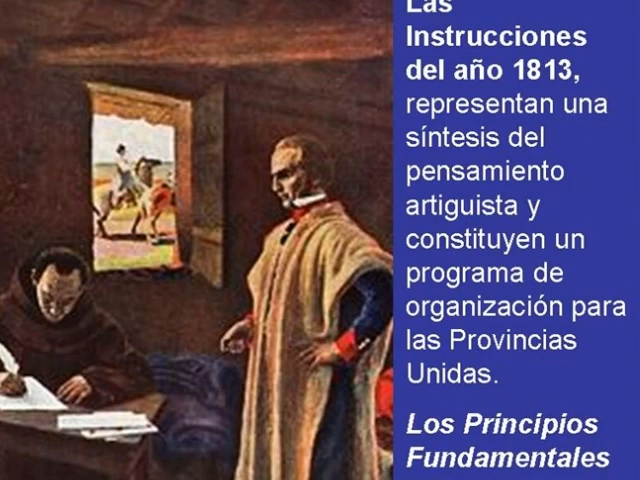 Las
Instrucciones
del año 1813,
representan una
síntesis del
pensamiento
artiguista y
constituyen un
programa de
organización para
las Provincias
Unidas.
Los Principios
Fundamentales